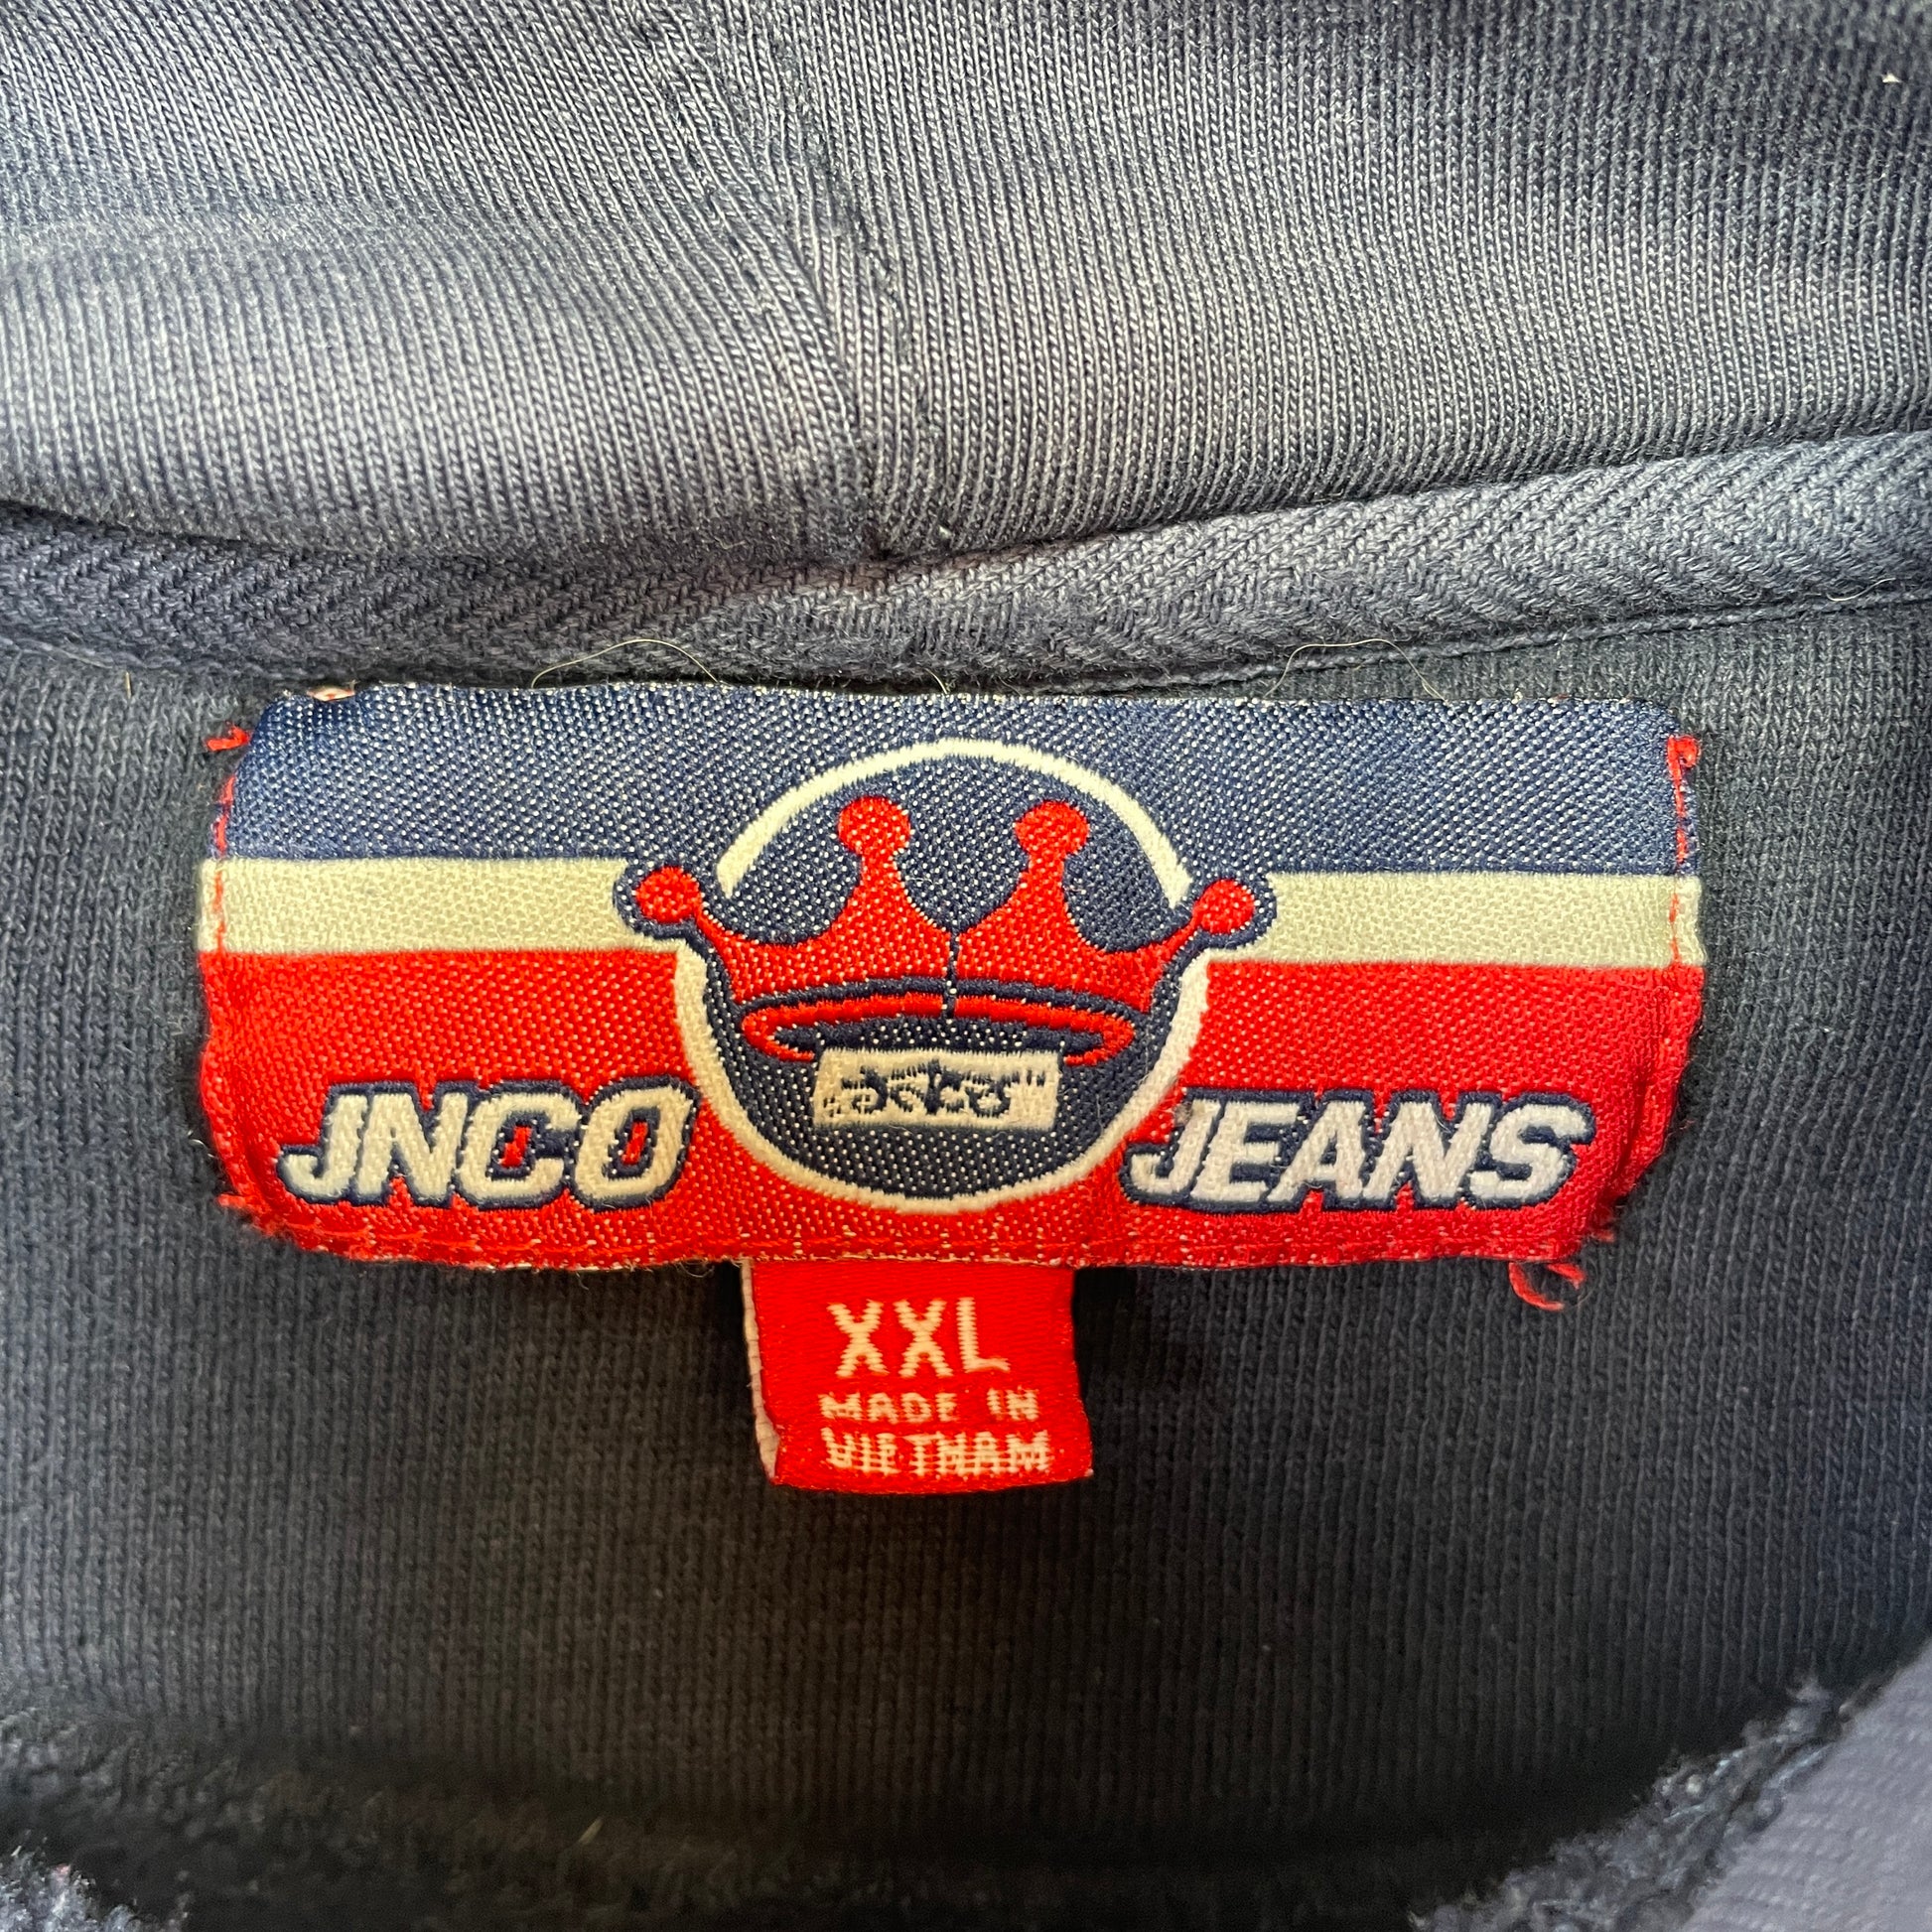 JNCO JEANS
XXL
MADE IN
VIETNAM